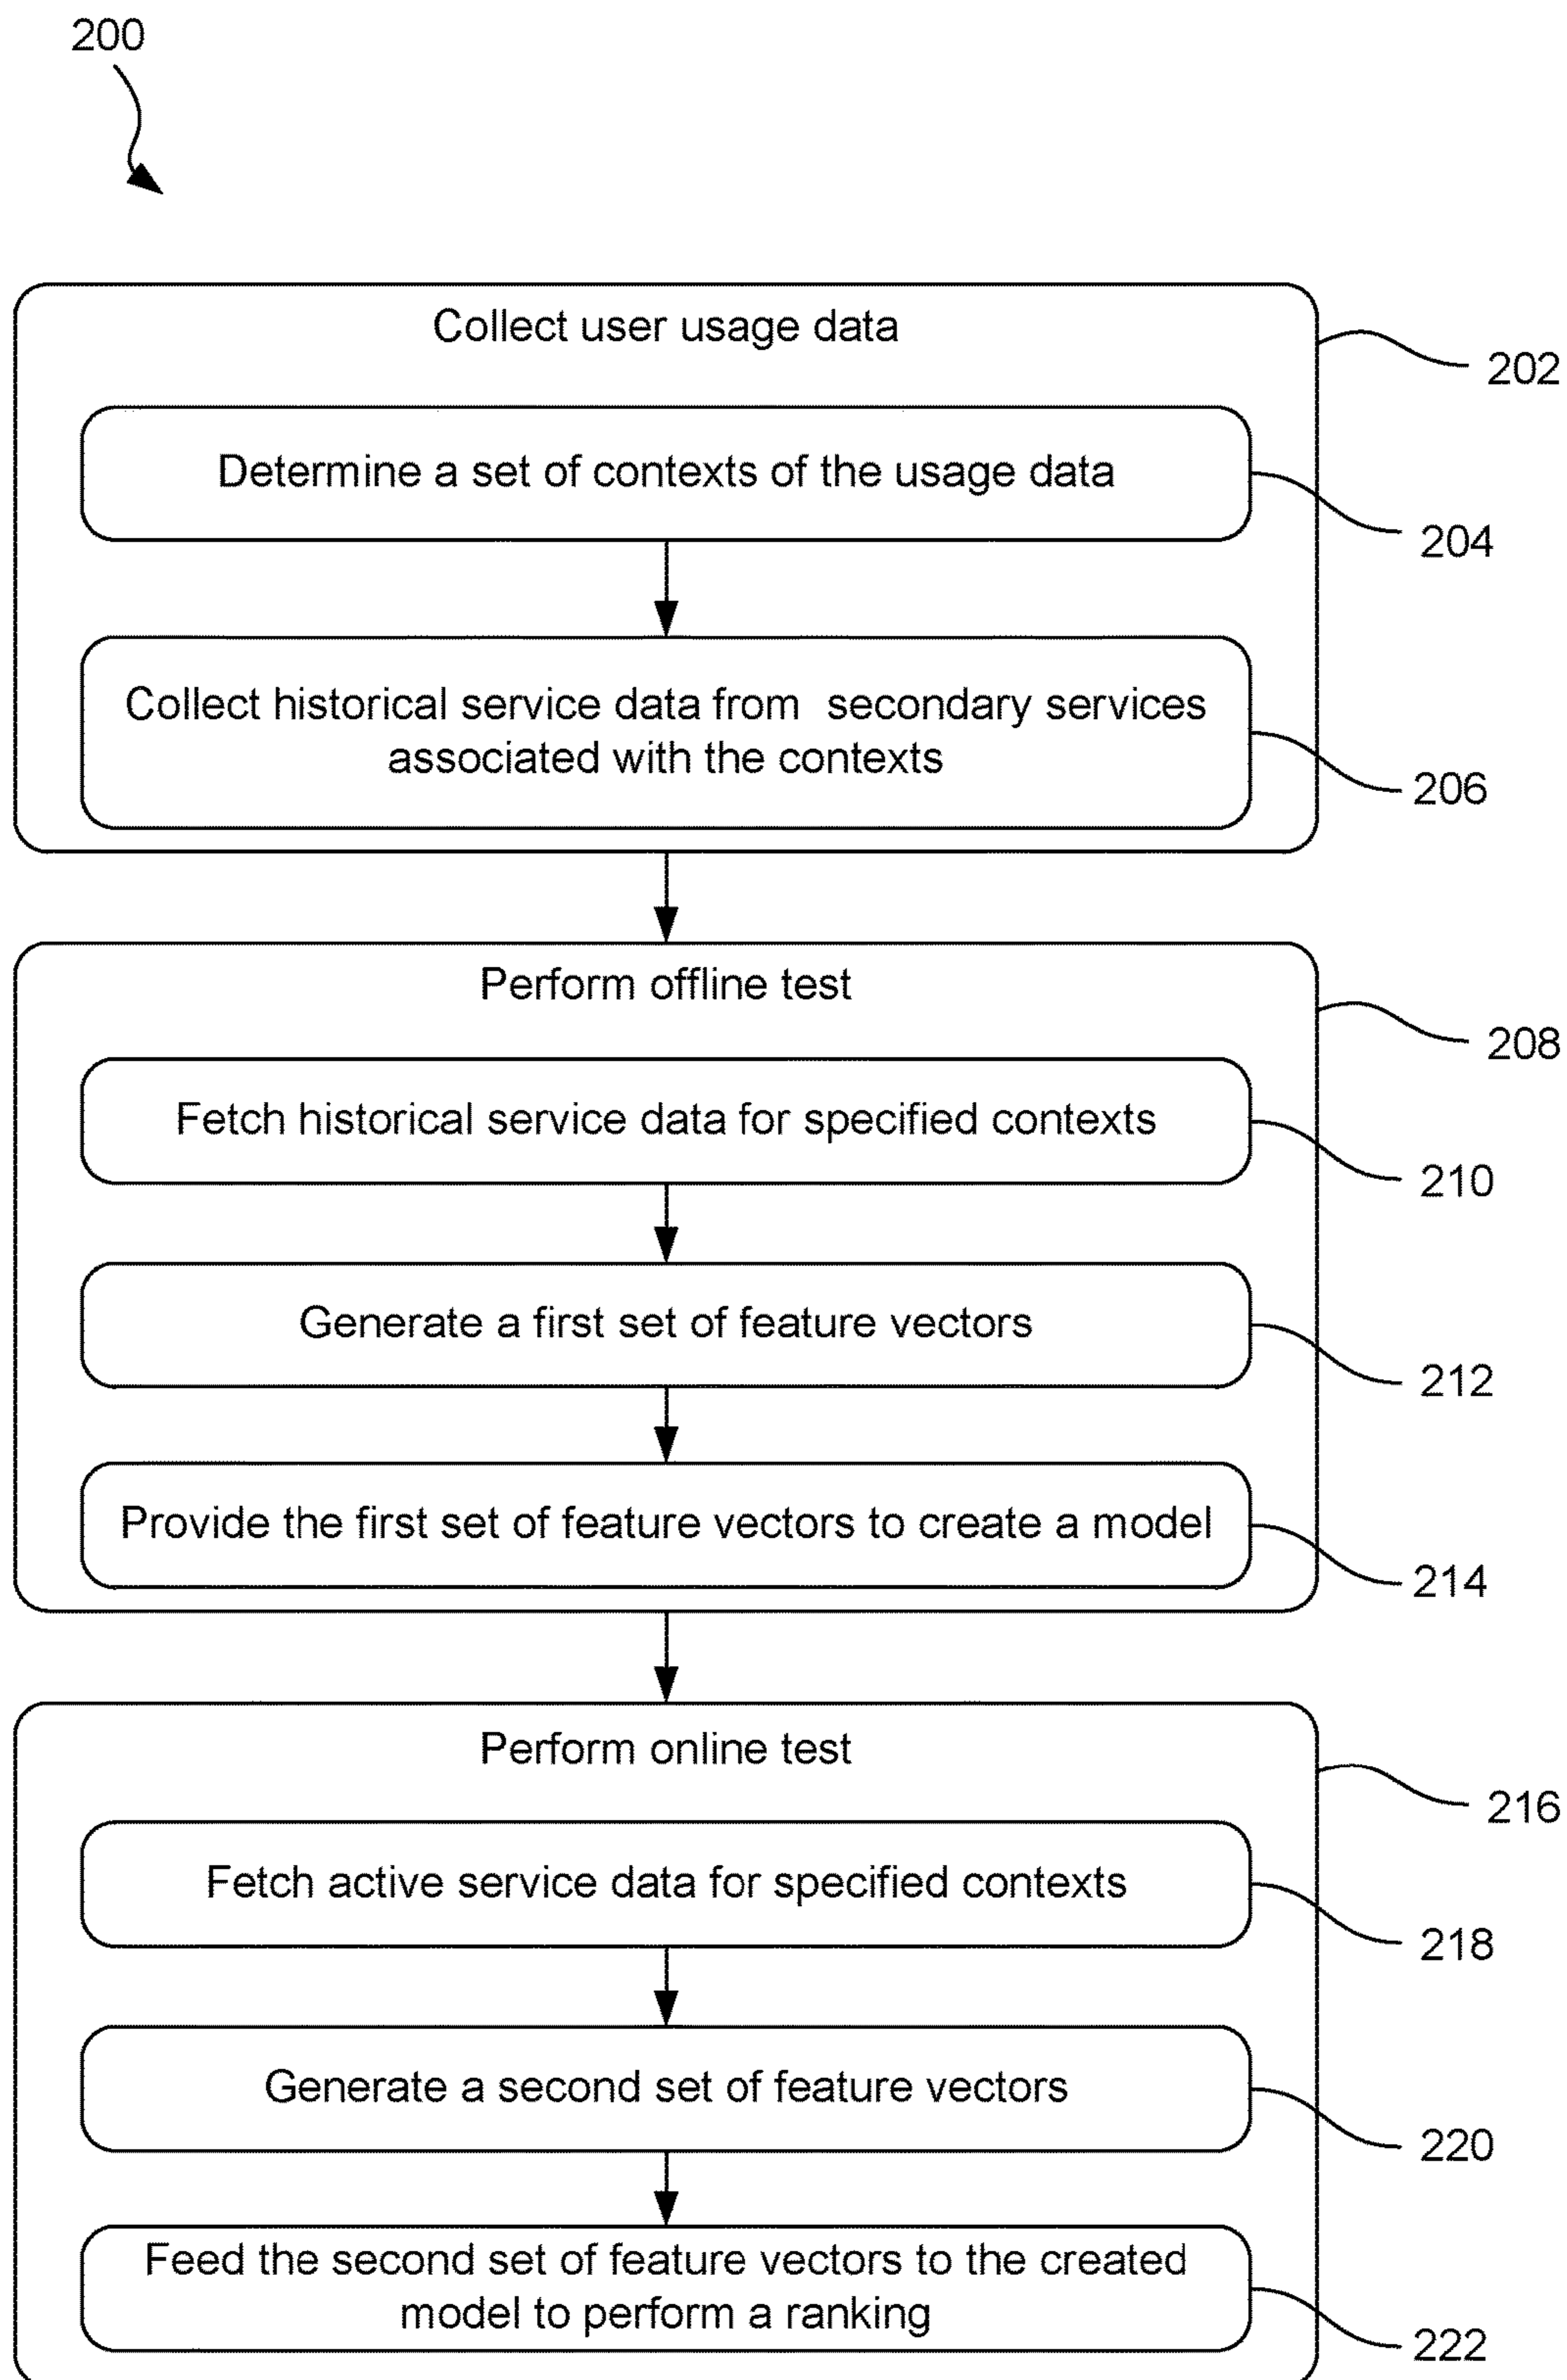 200
Collect user usage data
202
Determine a set of contexts of the usage data
204
Collect historical service data from secondary services
associated with the contexts
206
Perform offline test
208
Fetch historical service data for specified contexts
210
Generate a first set of feature vectors
212
Provide the first set of feature vectors to create a model
214
Perform online test
216
Fetch active service data for specified contexts
218
Generate a second set of feature vectors
220
Feed the second set of feature vectors to the created
model to perform a ranking
222